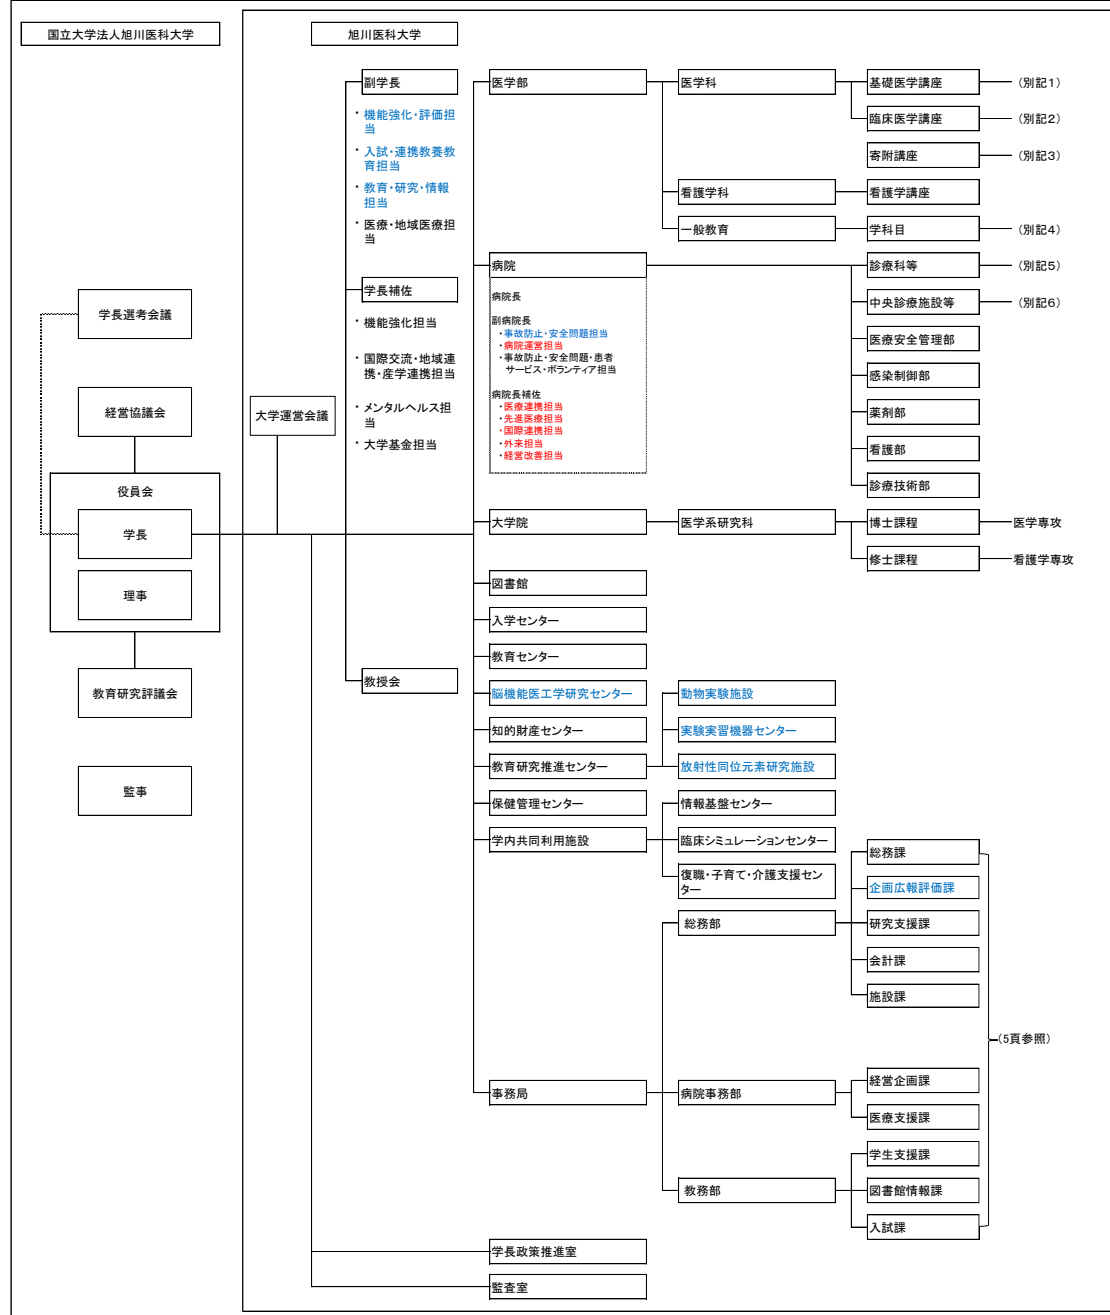 国立大学法人旭川医科大学
旭川医科大学
副学長
・機能強化・評価担
当
・入試・連携教養教
育担当
・教育・研究・情報
担当
・医療・地域医療担
当
学長補佐
・機能強化担当
・国際交流・地域連
携・産学連携担当
・メンタルヘルス担
当
・大学基金担当
教授会
学長選考会議
経営協議会
役員会
学長
理事
教育研究評議会
監事
大学運営会議
医学部
医学科
基礎医学講座
(別記1)
臨床医学講座
(別記2)
寄附講座
(別記3)
看護学科
看護学講座
一般教育
学科目
(別記4)
病院
病院長
副病院長
・事故防止・安全問題担当
・病院運営担当
・事故防止・安全問題・患者
サービス・ボランティア担当
病院長補佐
・医療連携担当
・先進医療担当
・国際連携担当
・外来担当
・経営改善担当
診療科等
(別記5)
中央診療施設等
(別記6)
医療安全管理部
感染制御部
薬剤部
看護部
診療技術部
大学院
医学系研究科
博士課程
医学専攻
修士課程
看護学専攻
図書館
入学センター
教育センター
脳機能医工学研究センター
知的財産センター
教育研究推進センター
動物実験施設
実験実習機器センター
放射性同位元素研究施設
保健管理センター
学内共同利用施設
情報基盤センター
臨床シミュレーションセンター
復職・子育て・介護支援セン
ター
事務局
総務部
総務課
企画広報評価課
研究支援課
会計課
施設課
病院事務部
経営企画課
医療支援課
教務部
学生支援課
図書館情報課
入試課
(5頁参照)
学長政策推進室
監査室